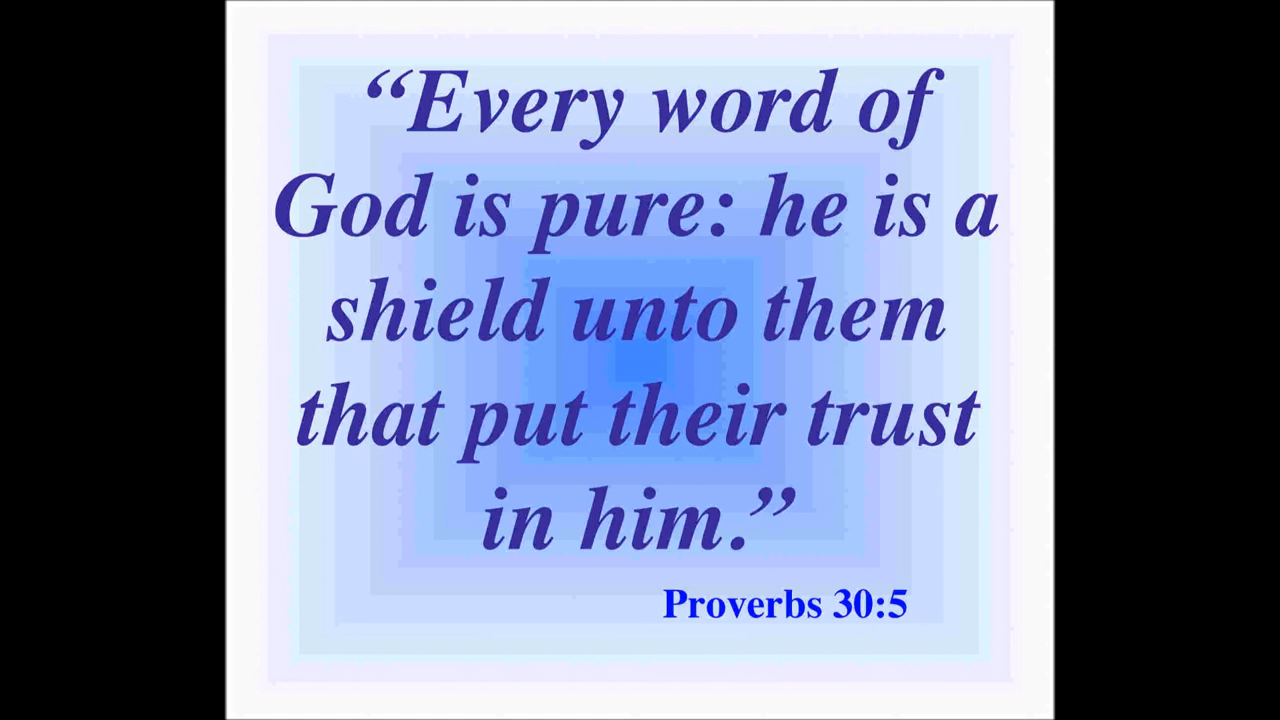 “Every word of
God is pure: he is a
shield unto them
that put their trust
in him.”
Proverbs 30:5